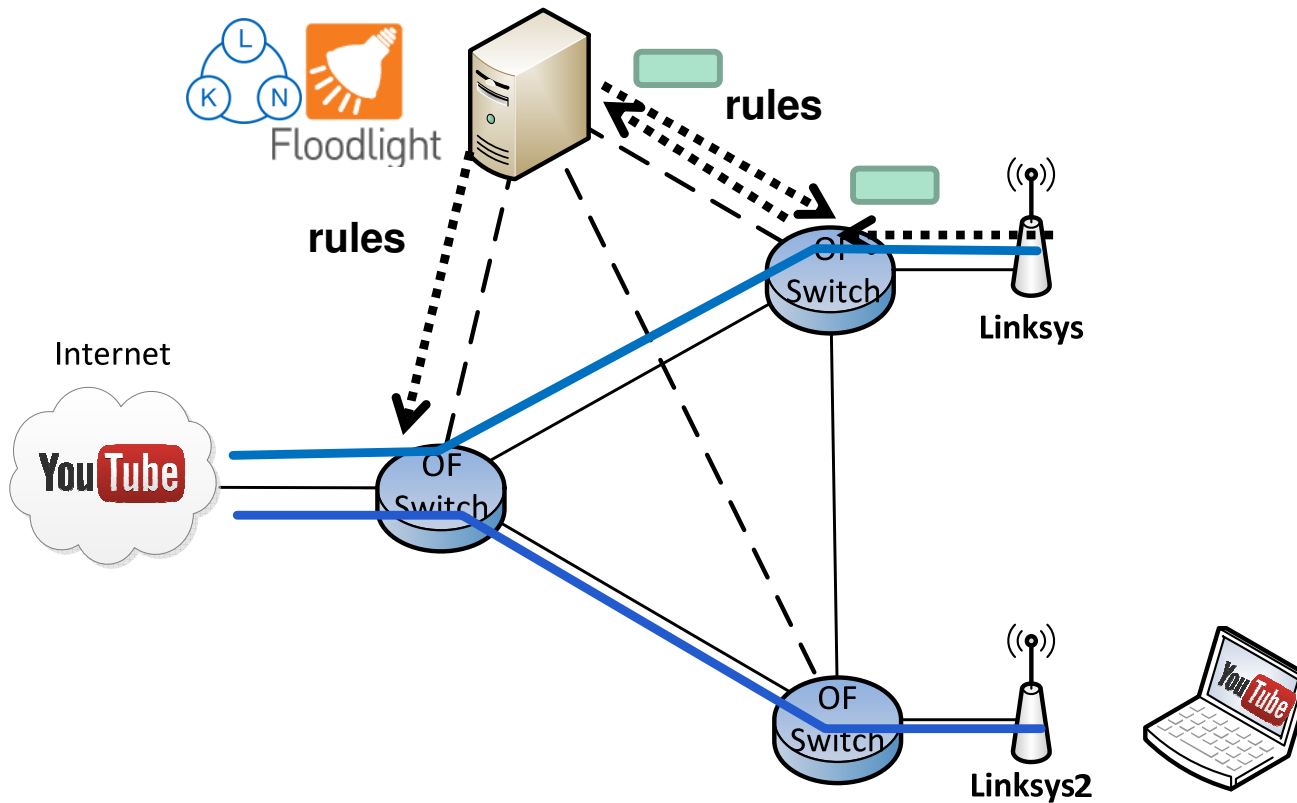 L
K
N
Floodlight
rules
rules
OF
Switch
Linksys
Internet
YouTube
OF
Switch
OF
Switch
Linksys2
YouTube